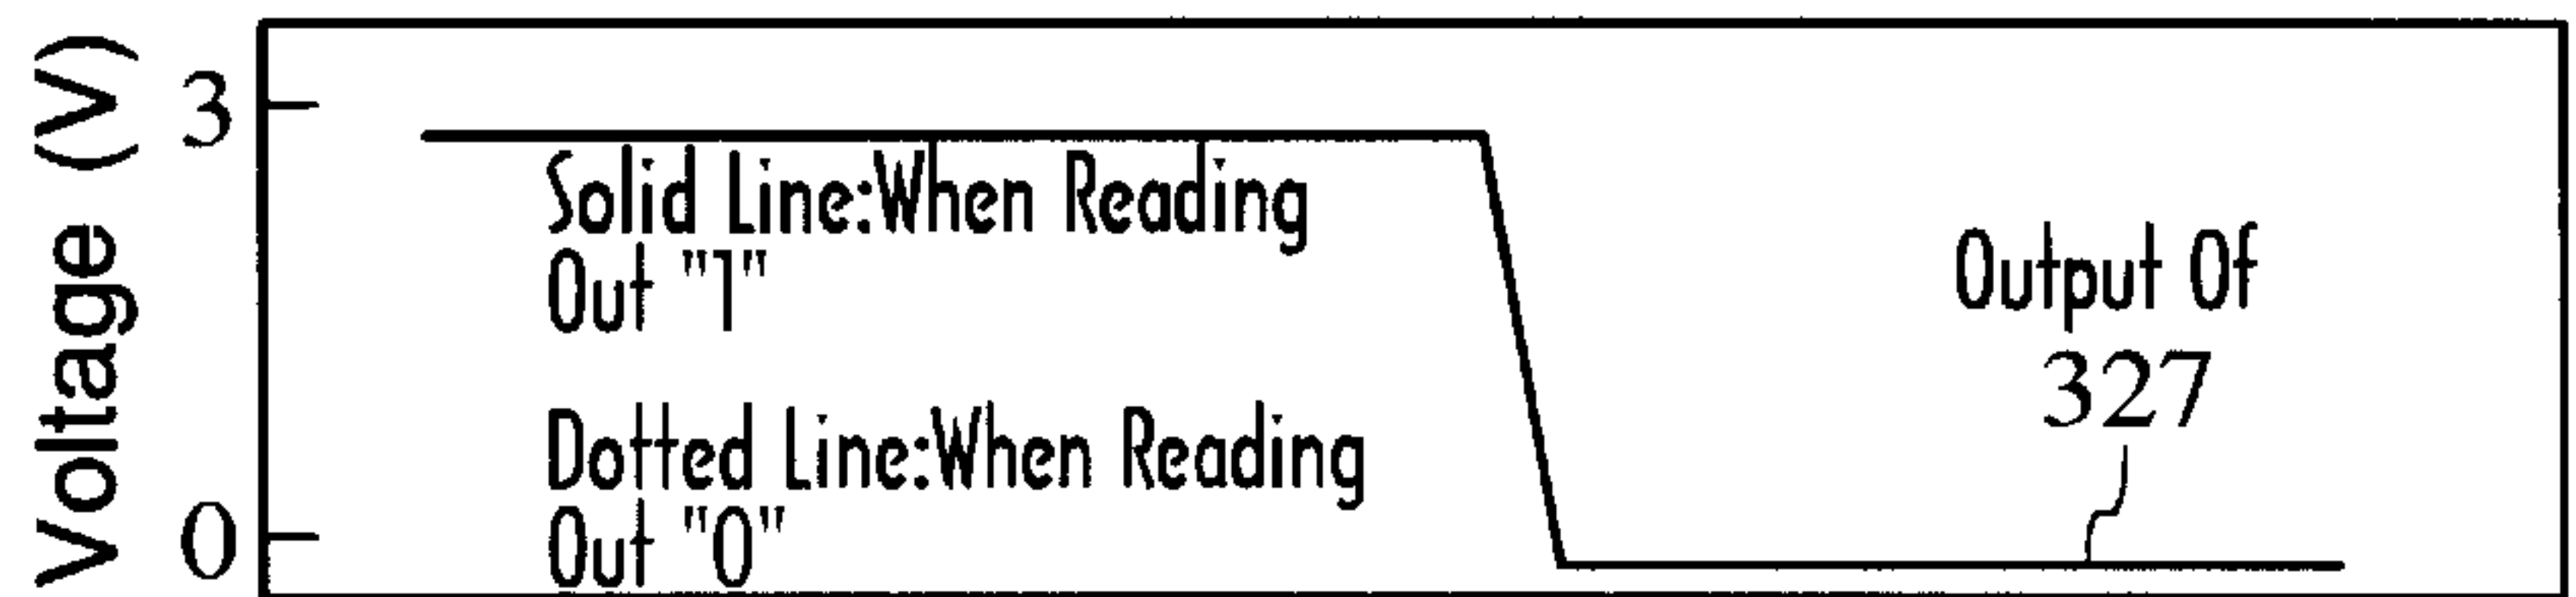 Voltage (V)
3
0
Solid Line:When Reading
Out "1"
Dotted Line:When Reading
Out "0"
Output Of
327